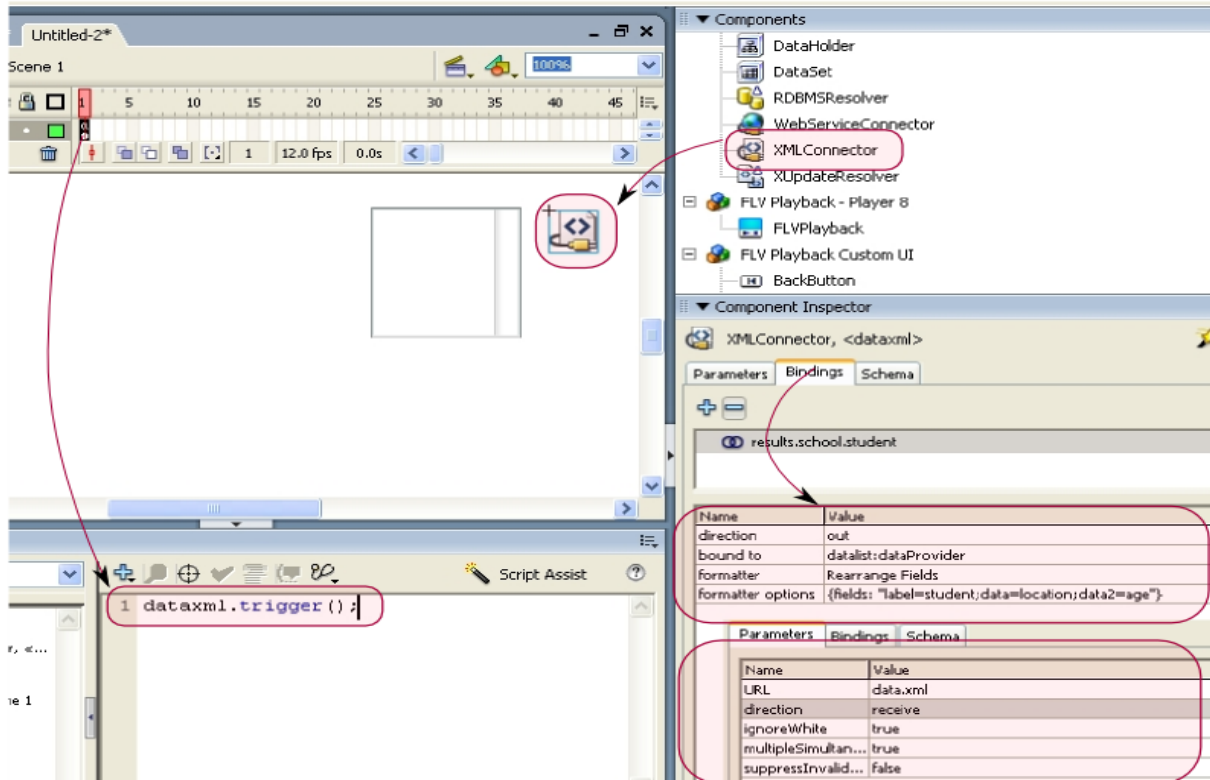 Untitled-2*
Scene 1
100%
1 5 10 15 20 25 30 35 40 45
1 12.0 fps 0.0s
Script Assist
1 dataxml.trigger();
r, «...
ne 1
Components
DataHolder
DataSet
RDBMSResolver
WebServiceConnector
XMLConnector
XUpdateResolver
FLV Playback - Player 8
FLVPlayback
FLV Playback Custom UI
BackButton
Component Inspector
XMLConnector, <dataxml>
Parameters Bindings Schema
results.school.student
Name Value
direction out
bound to datalist:dataProvider
formatter Rearrange Fields
formatter options {fields: "label=student;data=location;data2=age"}
Parameters Bindings Schema
Name Value
URL data.xml
direction receive
ignoreWhite true
multipleSimultan... true
suppressInvalid... false